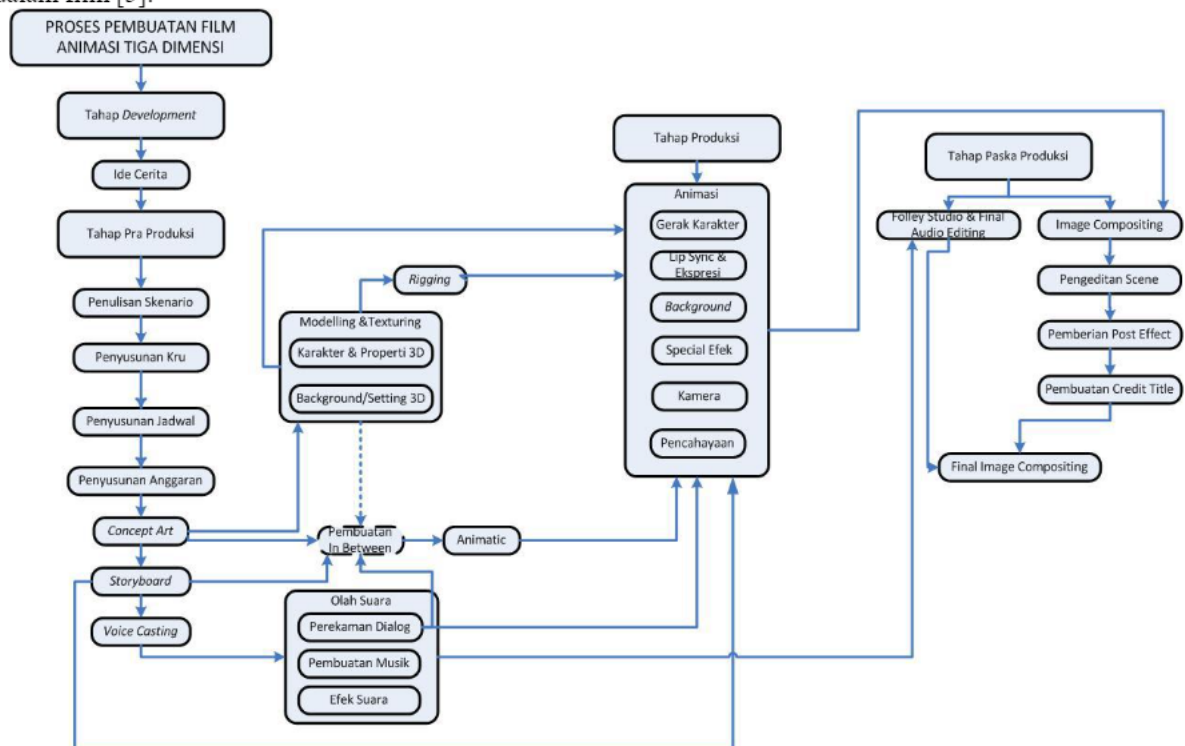 dalam film [5].
PROSES PEMBUATAN FILM
ANIMASI TIGA DIMENSI
Tahap Development
Ide Cerita
Tahap Pra Produksi
Penulisan Skenario
Penyusunan Kru
Penyusunan Jadwal
Penyusunan Anggaran
Concept Art
Storyboard
Voice Casting
Rigging
Modelling &Texturing
Karakter & Properti 3D
Background/Setting 3D
Pembuatan
In Between
Animatic
Olah Suara
Perekaman Dialog
Pembuatan Musik
Efek Suara
Tahap Produksi
Animasi
Gerak Karakter
Lip Sync &
Ekspresi
Background
Special Efek
Kamera
Pencahayaan
Tahap Paska Produksi
Folley Studio & Final
Audio Editing
Image Compositing
Pengeditan Scene
Pemberian Post Effect
Pembuatan Credit Title
Final Image Compositing